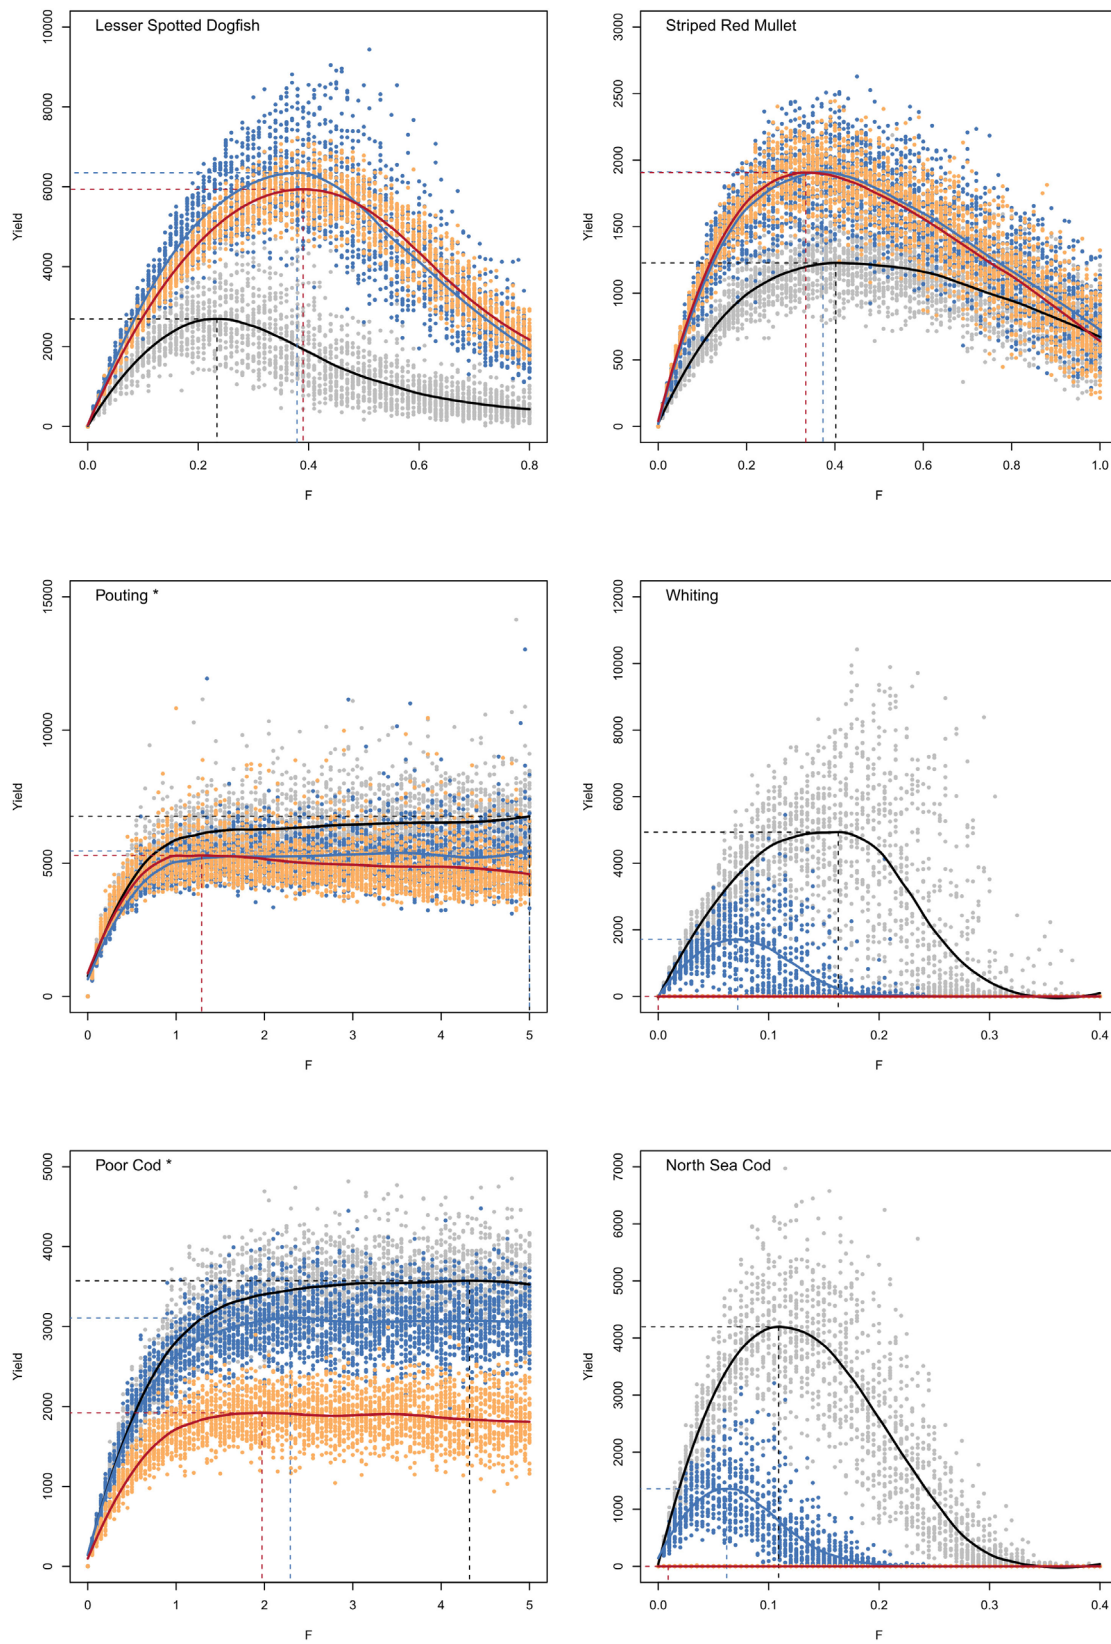 Lesser Spotted Dogfish
Yield
10000
8000
6000
4000
2000
0
0.0 0.2 0.4 0.6 0.8
F
Striped Red Mullet
Yield
3000
2500
2000
1500
1000
500
0
0.0 0.2 0.4 0.6 0.8 1.0
F
Pouting *
Yield
15000
10000
5000
0
0 1 2 3 4 5
F
Whiting
Yield
12000
10000
8000
6000
4000
2000
0
0.0 0.1 0.2 0.3 0.4
F
Poor Cod *
Yield
5000
4000
3000
2000
1000
0
0 1 2 3 4 5
F
North Sea Cod
Yield
7000
6000
5000
4000
3000
2000
1000
0
0.0 0.1 0.2 0.3 0.4
F